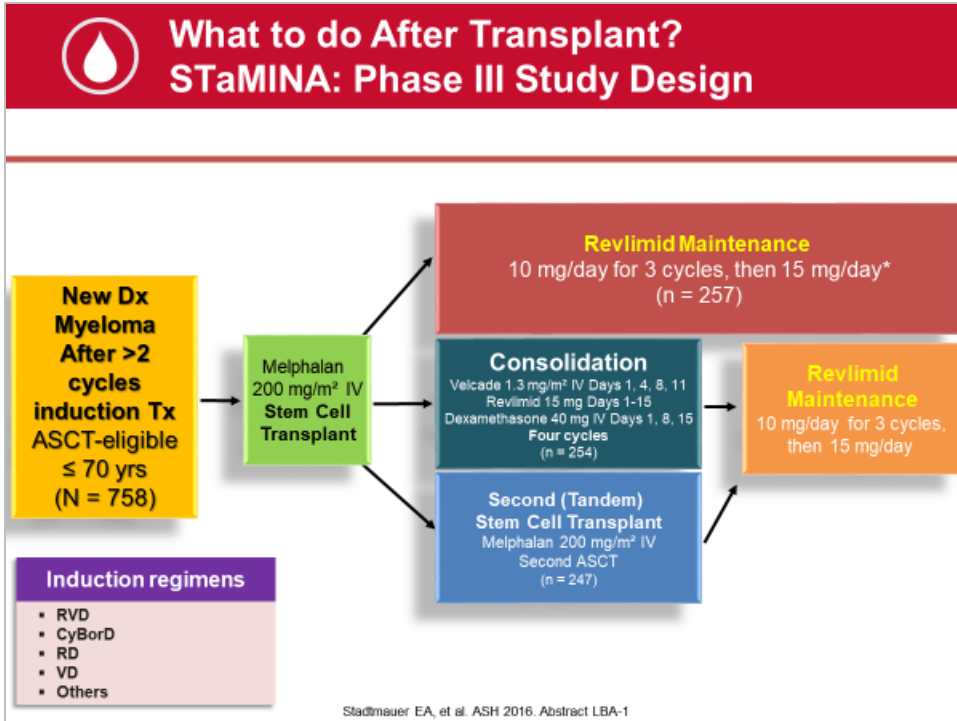 What to do After Transplant?
STaMINA: Phase III Study Design
New Dx
Myeloma
After >2
cycles
induction Tx
ASCT-eligible
≤ 70 yrs
(N = 758)
Melphalan
200 mg/m² IV
Stem Cell
Transplant
Revlimid Maintenance
10 mg/day for 3 cycles, then 15 mg/day*
(n = 257)
Consolidation
Velcade 1.3 mg/m² IV Days 1, 4, 8, 11
Revlimid 15 mg Days 1-15
Dexamethasone 40 mg IV Days 1, 8, 15
Four cycles
(n = 254)
Second (Tandem)
Stem Cell Transplant
Melphalan 200 mg/m² IV
Second ASCT
(n = 247)
Revlimid
Maintenance
10 mg/day for 3 cycles,
then 15 mg/day
Induction regimens
▪ RVD
▪ CyBorD
▪ RD
▪ VD
▪ Others
Stadtmauer EA, et al. ASH 2016. Abstract LBA-1